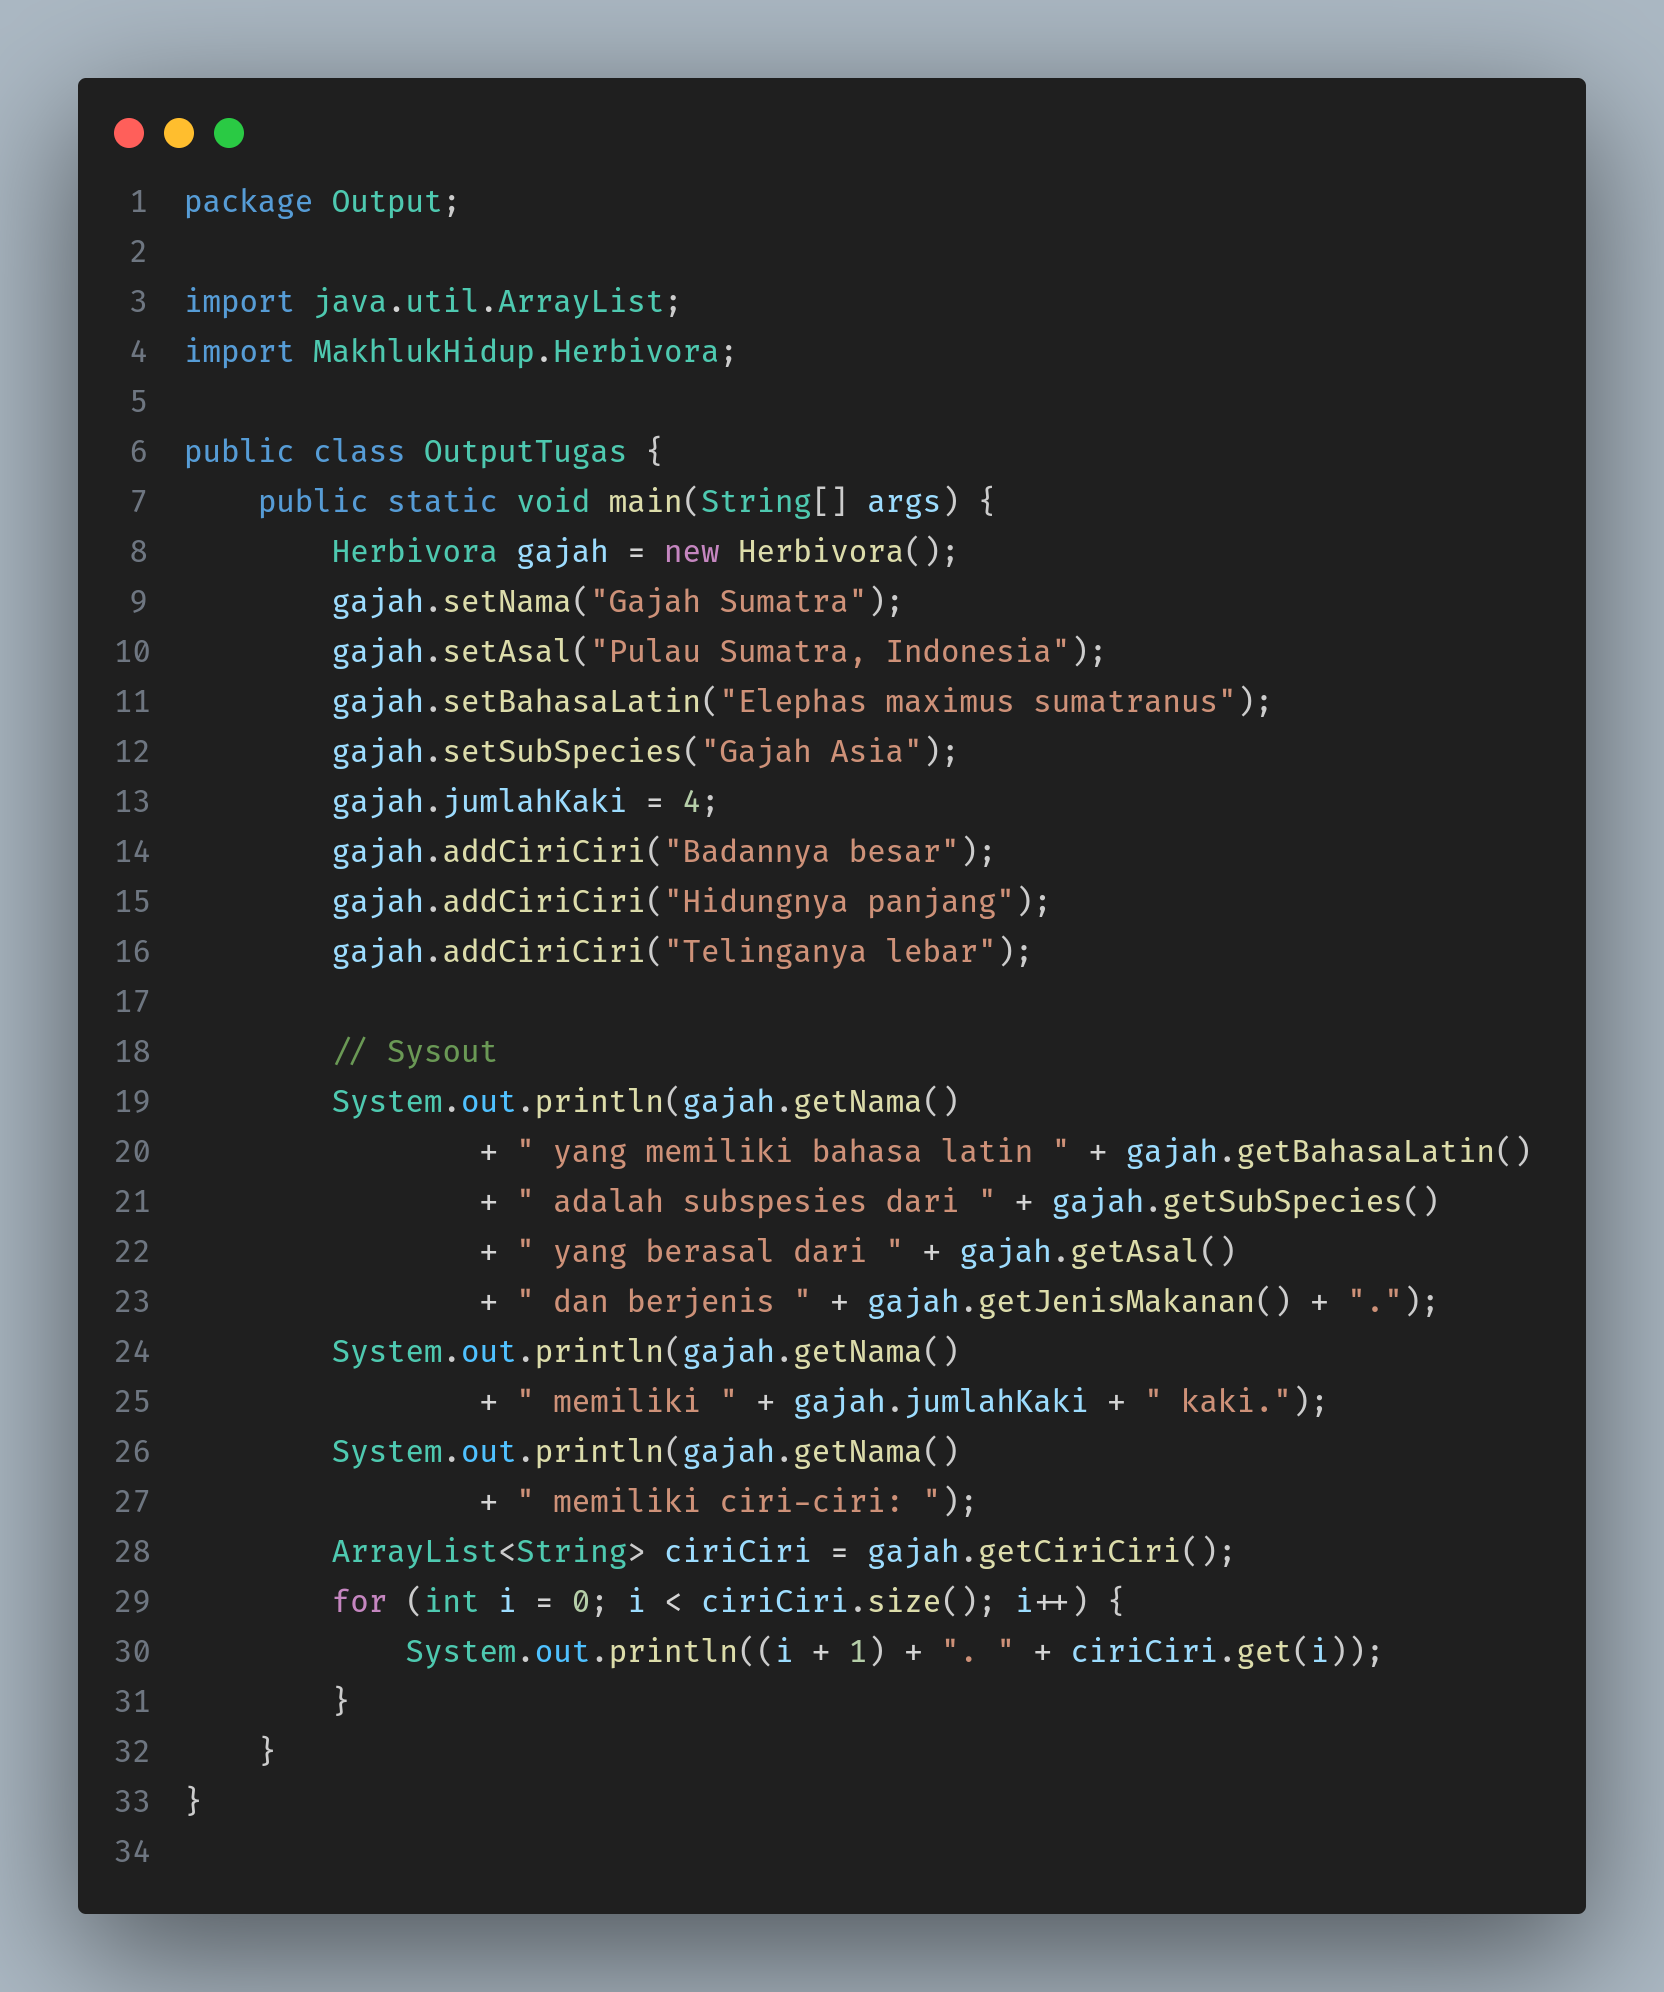 1 package Output;
2
3 import java.util.ArrayList;
4 import MakhlukHidup.Herbivora;
5
6 public class OutputTugas {
7     public static void main(String[] args) {
8         Herbivora gajah = new Herbivora();
9         gajah.setNama("Gajah Sumatra");
10         gajah.setAsal("Pulau Sumatra, Indonesia");
11         gajah.setBahasaLatin("Elephas maximus sumatranus");
12         gajah.setSubSpecies("Gajah Asia");
13         gajah.jumlahKaki = 4;
14         gajah.addCiriCiri("Badannya besar");
15         gajah.addCiriCiri("Hidungnya panjang");
16         gajah.addCiriCiri("Telinganya lebar");
17
18         // Sysout
19         System.out.println(gajah.getNama()
20                 + " yang memiliki bahasa latin " + gajah.getBahasaLatin()
21                 + " adalah subspesies dari " + gajah.getSubSpecies()
22                 + " yang berasal dari " + gajah.getAsal()
23                 + " dan berjenis " + gajah.getJenisMakanan() + ".");
24         System.out.println(gajah.getNama()
25                 + " memiliki " + gajah.jumlahKaki + " kaki.");
26         System.out.println(gajah.getNama()
27                 + " memiliki ciri-ciri: ");
28         ArrayList<String> ciriCiri = gajah.getCiriCiri();
29         for (int i = 0; i < ciriCiri.size(); i++) {
30             System.out.println((i + 1) + ". " + ciriCiri.get(i));
31         }
32     }
33 }
34